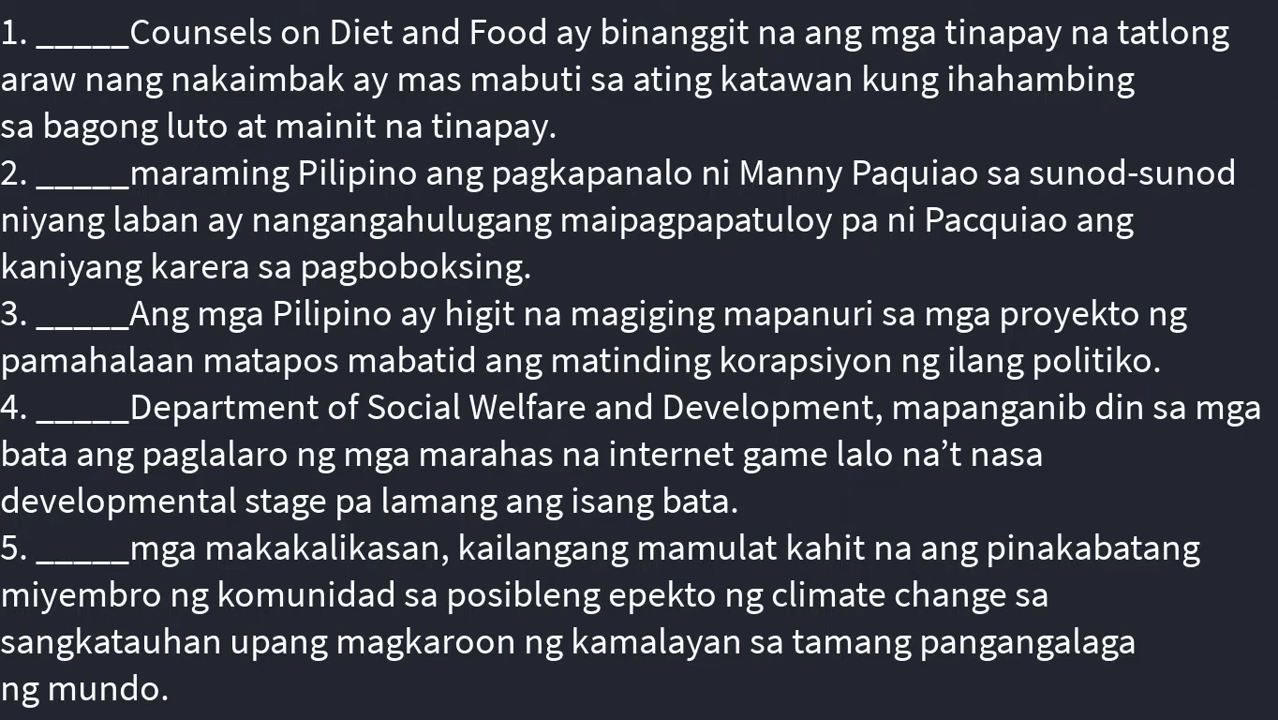 1. _____Counsels on Diet and Food ay binanggit na ang mga tinapay na tatlong
araw nang nakaimbak ay mas mabuti sa ating katawan kung ihahambing
sa bagong luto at mainit na tinapay.
2. _____maraming Pilipino ang pagkapanalo ni Manny Paquiao sa sunod-sunod
niyang laban ay nangangahulugang maipagpapatuloy pa ni Pacquiao ang
kaniyang karera sa pagboboksing.
3. _____Ang mga Pilipino ay higit na magiging mapanuri sa mga proyekto ng
pamahalaan matapos mabatid ang matinding korapsiyon ng ilang politiko.
4. _____Department of Social Welfare and Development, mapanganib din sa mga
bata ang paglalaro ng mga marahas na internet game lalo na’t nasa
developmental stage pa lamang ang isang bata.
5. _____mga makakalikasan, kailangang mamulat kahit na ang pinakabatang
miyembro ng komunidad sa posibleng epekto ng climate change sa
sangkatauhan upang magkaroon ng kamalayan sa tamang pangangalaga
ng mundo.